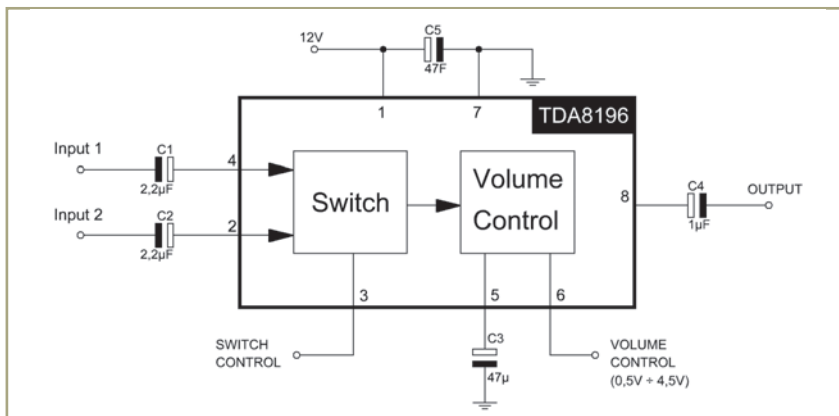 12V
C5
47F
1
7
TDA8196
Input 1
C1
2,2µF
4
Input 2
C2
2,2µF
2
Switch
Volume
Control
8
C4
1µF
OUTPUT
3
5
6
SWITCH
CONTROL
C3
47µ
VOLUME
CONTROL
(0,5V ÷ 4,5V)